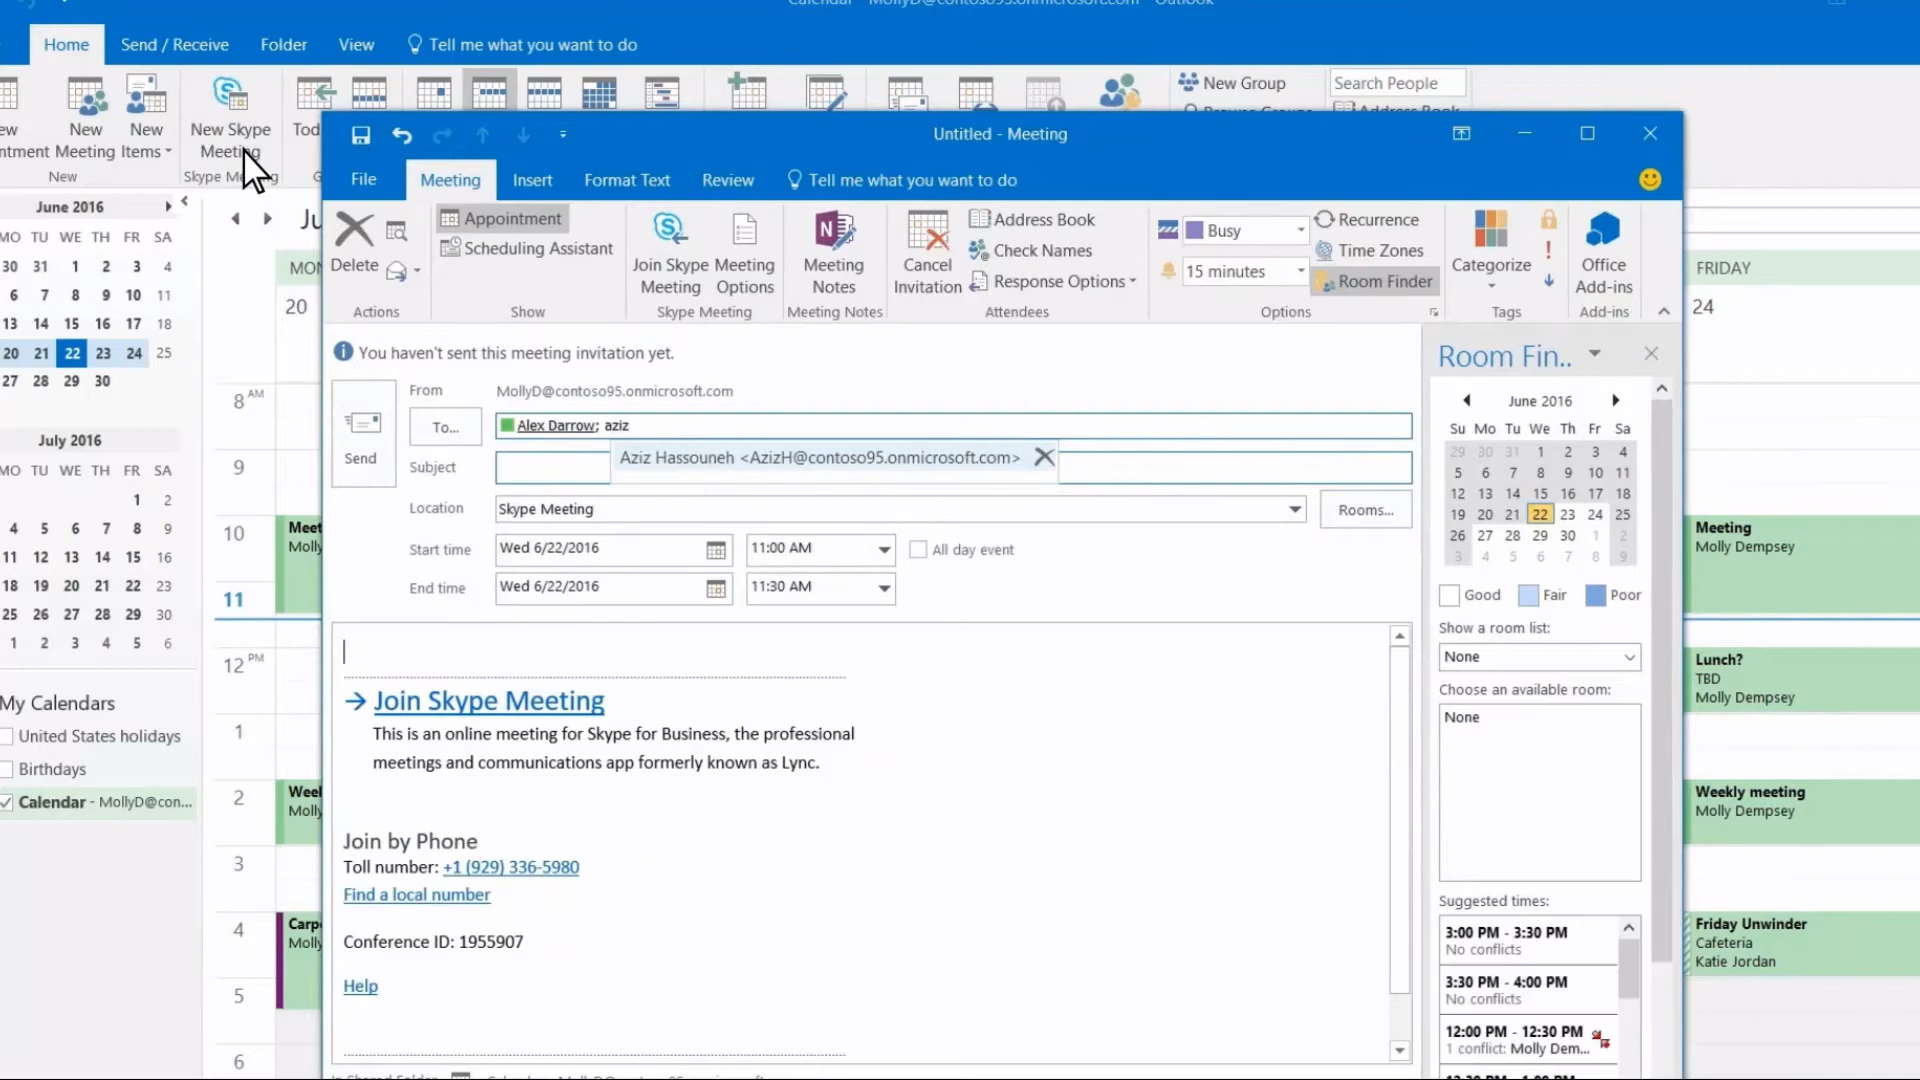 Calendar - MollyD@contoso95.onmicrosoft.com - Outlook
Home
Send / Receive
Folder
View
Tell me what you want to do
New Meeting
New Items
New Skype Meeting
New
New Group
Search People
Address Book
Untitled - Meeting
File
Meeting
Insert
Format Text
Review
Tell me what you want to do
Delete
Actions
Appointment
Scheduling Assistant
Show
Join Skype Meeting
Meeting Options
Skype Meeting
Meeting Notes
Meeting Notes
Cancel Invitation
Address Book
Check Names
Response Options
Attendees
Busy
15 minutes
Recurrence
Time Zones
Room Finder
Options
Categorize
Tags
Office Add-ins
Add-ins
You haven't sent this meeting invitation yet.
Send
From
MollyD@contoso95.onmicrosoft.com
To...
Alex Darrow; aziz
Aziz Hassouneh <AzizH@contoso95.onmicrosoft.com>
Subject
Location
Skype Meeting
Rooms...
Start time
Wed 6/22/2016
11:00 AM
All day event
End time
Wed 6/22/2016
11:30 AM
Join Skype Meeting
This is an online meeting for Skype for Business, the professional
meetings and communications app formerly known as Lync.
Join by Phone
Toll number: +1 (929) 336-5980
Find a local number
Conference ID: 1955907
Help
Room Fin..
June 2016
Su Mo Tu We Th Fr Sa
29 30 31 1 2 3 4
5 6 7 8 9 10 11
12 13 14 15 16 17 18
19 20 21 22 23 24 25
26 27 28 29 30 1 2
3 4 5 6 7 8 9
Good Fair Poor
Show a room list:
None
Choose an available room:
None
Suggested times:
3:00 PM - 3:30 PM
No conflicts
3:30 PM - 4:00 PM
No conflicts
12:00 PM - 12:30 PM
1 conflict: Molly Dem...
12:30 PM - 1:00 PM
June 2016
MO TU WE TH FR SA
30 31 1 2 3 4
6 7 8 9 10 11
13 14 15 16 17 18
20 21 22 23 24 25
27 28 29 30
July 2016
MO TU WE TH FR SA
1 2
4 5 6 7 8 9
11 12 13 14 15 16
18 19 20 21 22 23
25 26 27 28 29 30
1 2 3 4 5 6
My Calendars
United States holidays
Birthdays
Calendar - MollyD@con...
20
8 AM
9
10
11
12 PM
1
2
3
4
5
6
FRIDAY
24
Meeting
Molly Dempsey
Lunch?
TBD
Molly Dempsey
Weekly meeting
Molly Dempsey
Friday Unwinder
Cafeteria
Katie Jordan